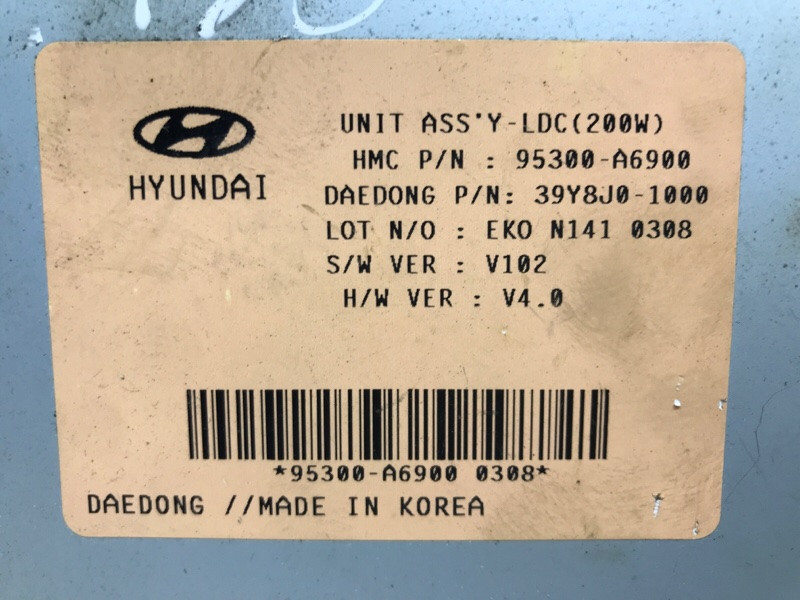 UNIT ASS'Y-LDC(200W)
HMC P/N : 95300-A6900
HYUNDAI
DAEDONG P/N: 39Y8J0-1000
LOT N/O : EKO N141 0308
S/W VER : V102
H/W VER : V4.0
*95300-A6900 0308*
DAEDONG //MADE IN KOREA